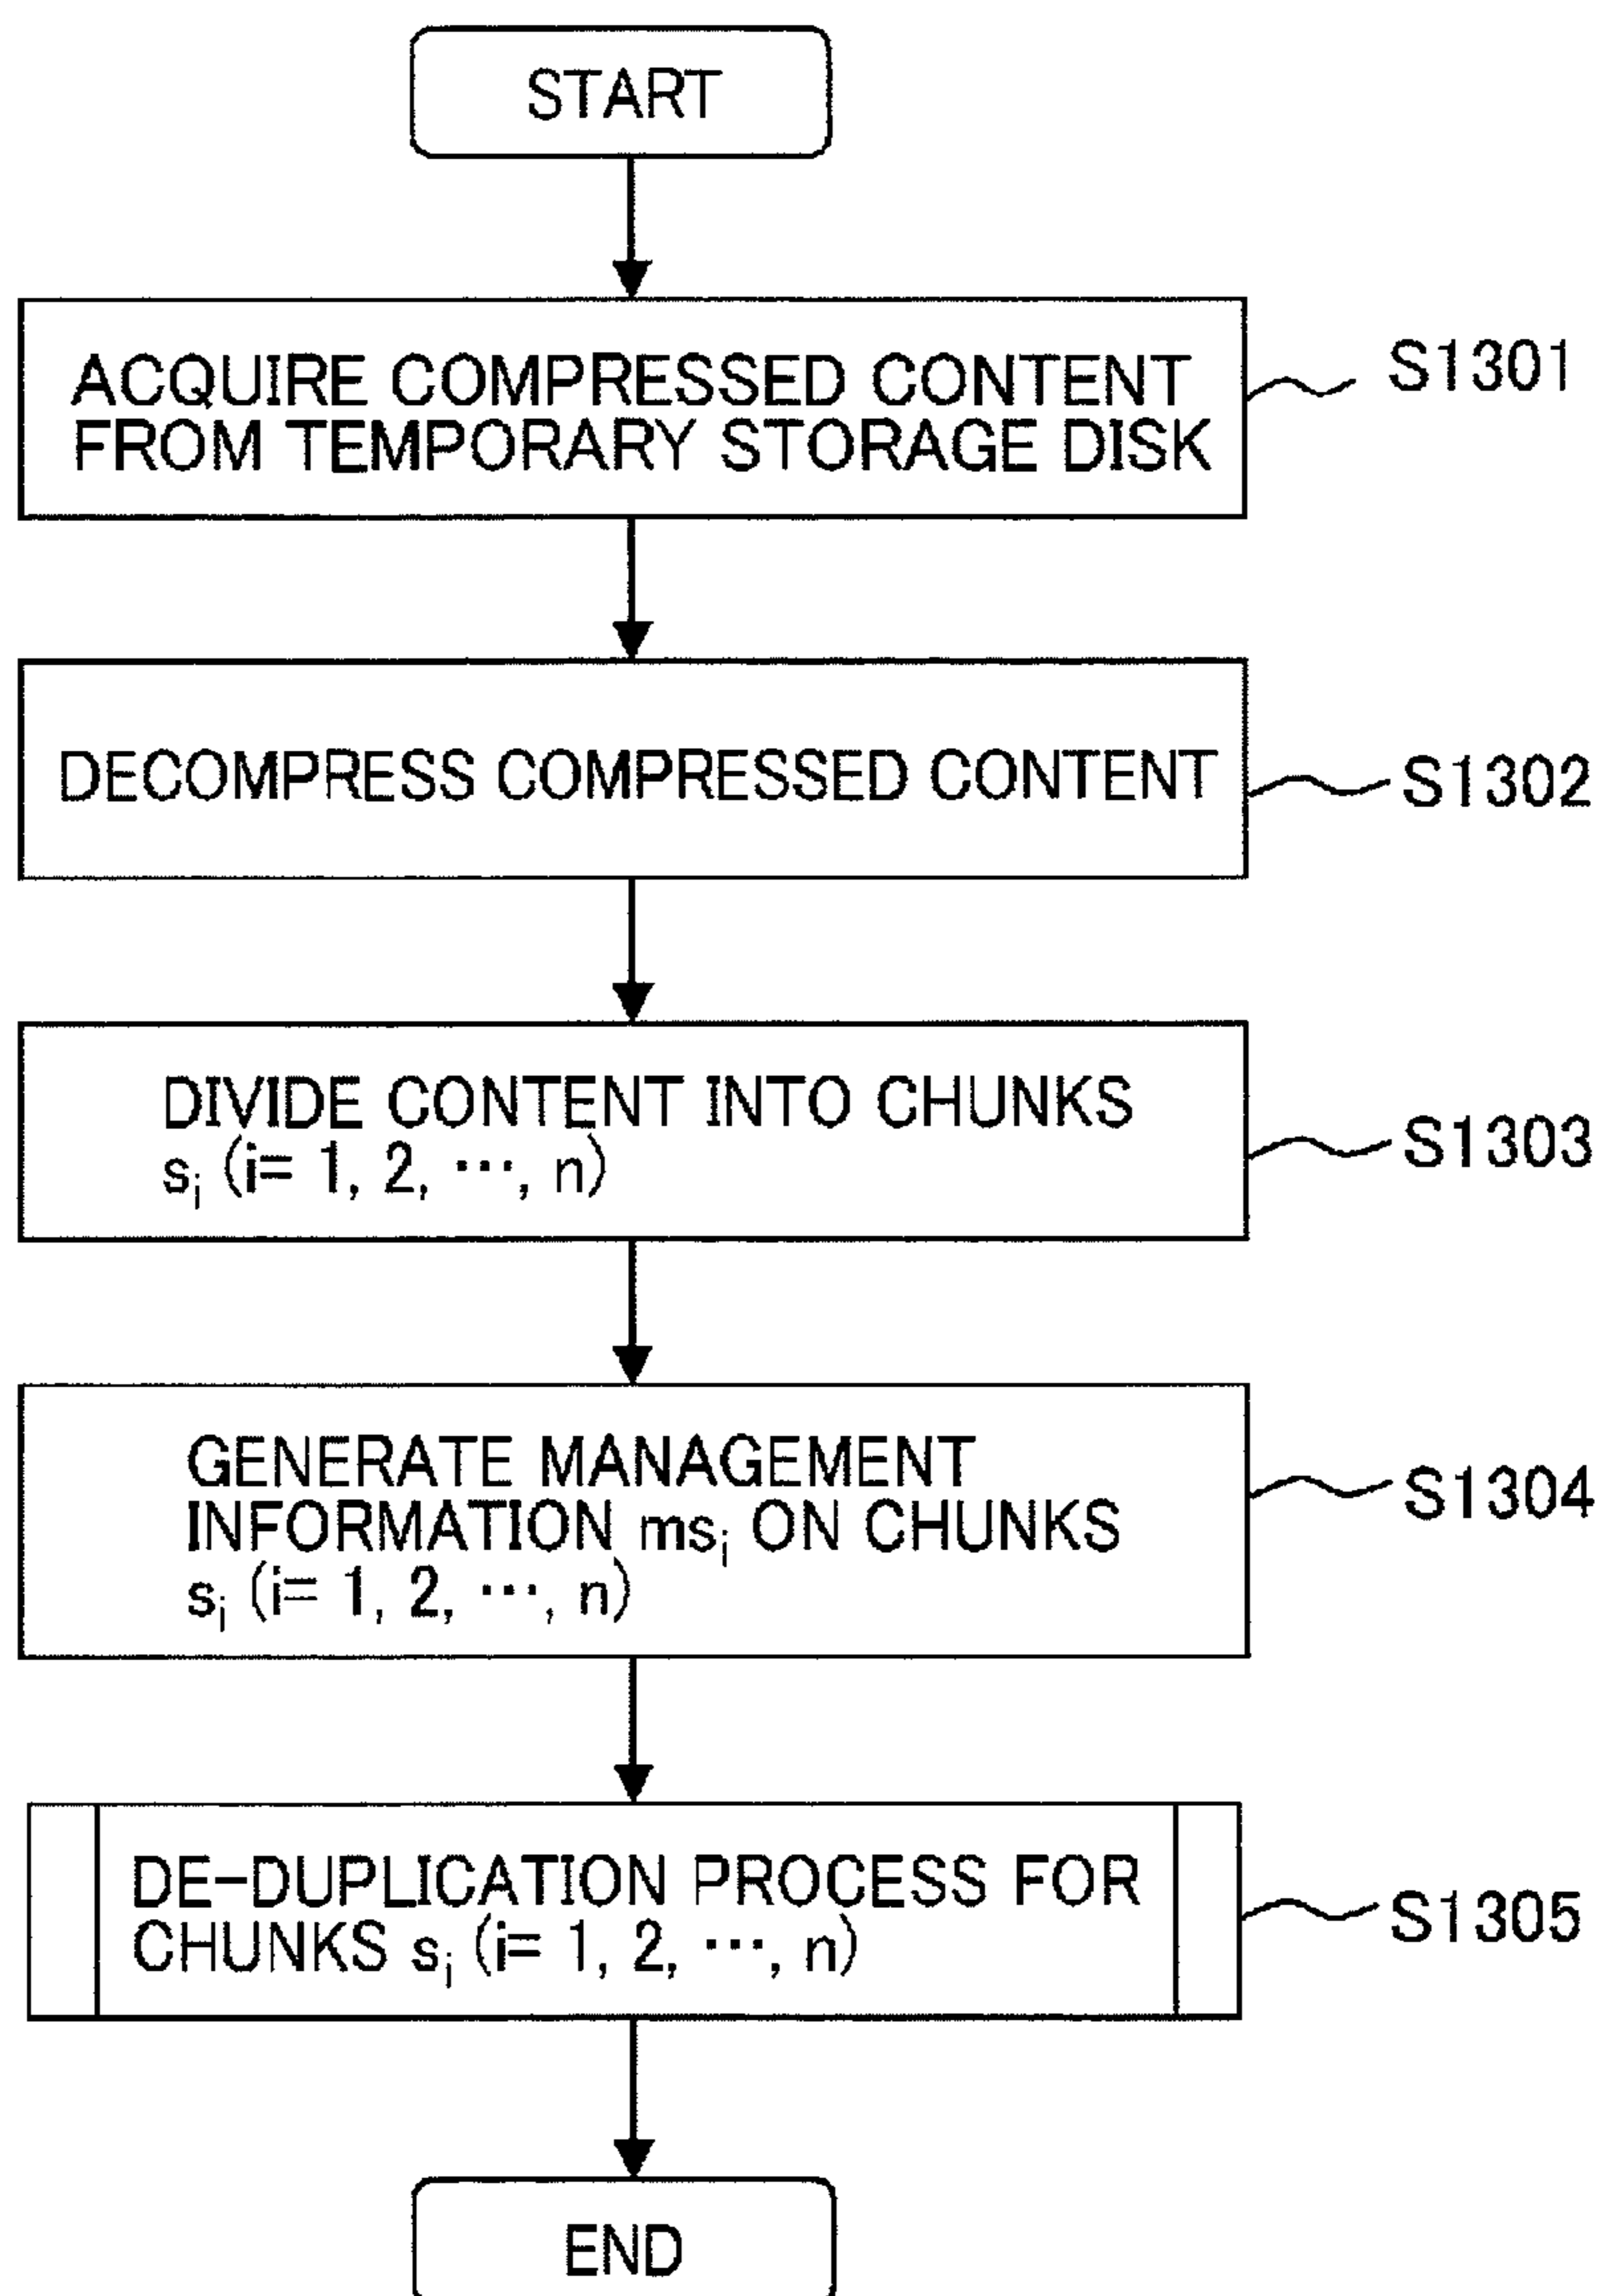 START
ACQUIRE COMPRESSED CONTENT
FROM TEMPORARY STORAGE DISK
S1301
DECOMPRESS COMPRESSED CONTENT
S1302
DIVIDE CONTENT INTO CHUNKS
sᵢ (i= 1, 2, ⋯, n)
S1303
GENERATE MANAGEMENT
INFORMATION msᵢ ON CHUNKS
sᵢ (i= 1, 2, ⋯, n)
S1304
DE-DUPLICATION PROCESS FOR
CHUNKS sᵢ (i= 1, 2, ⋯, n)
S1305
END